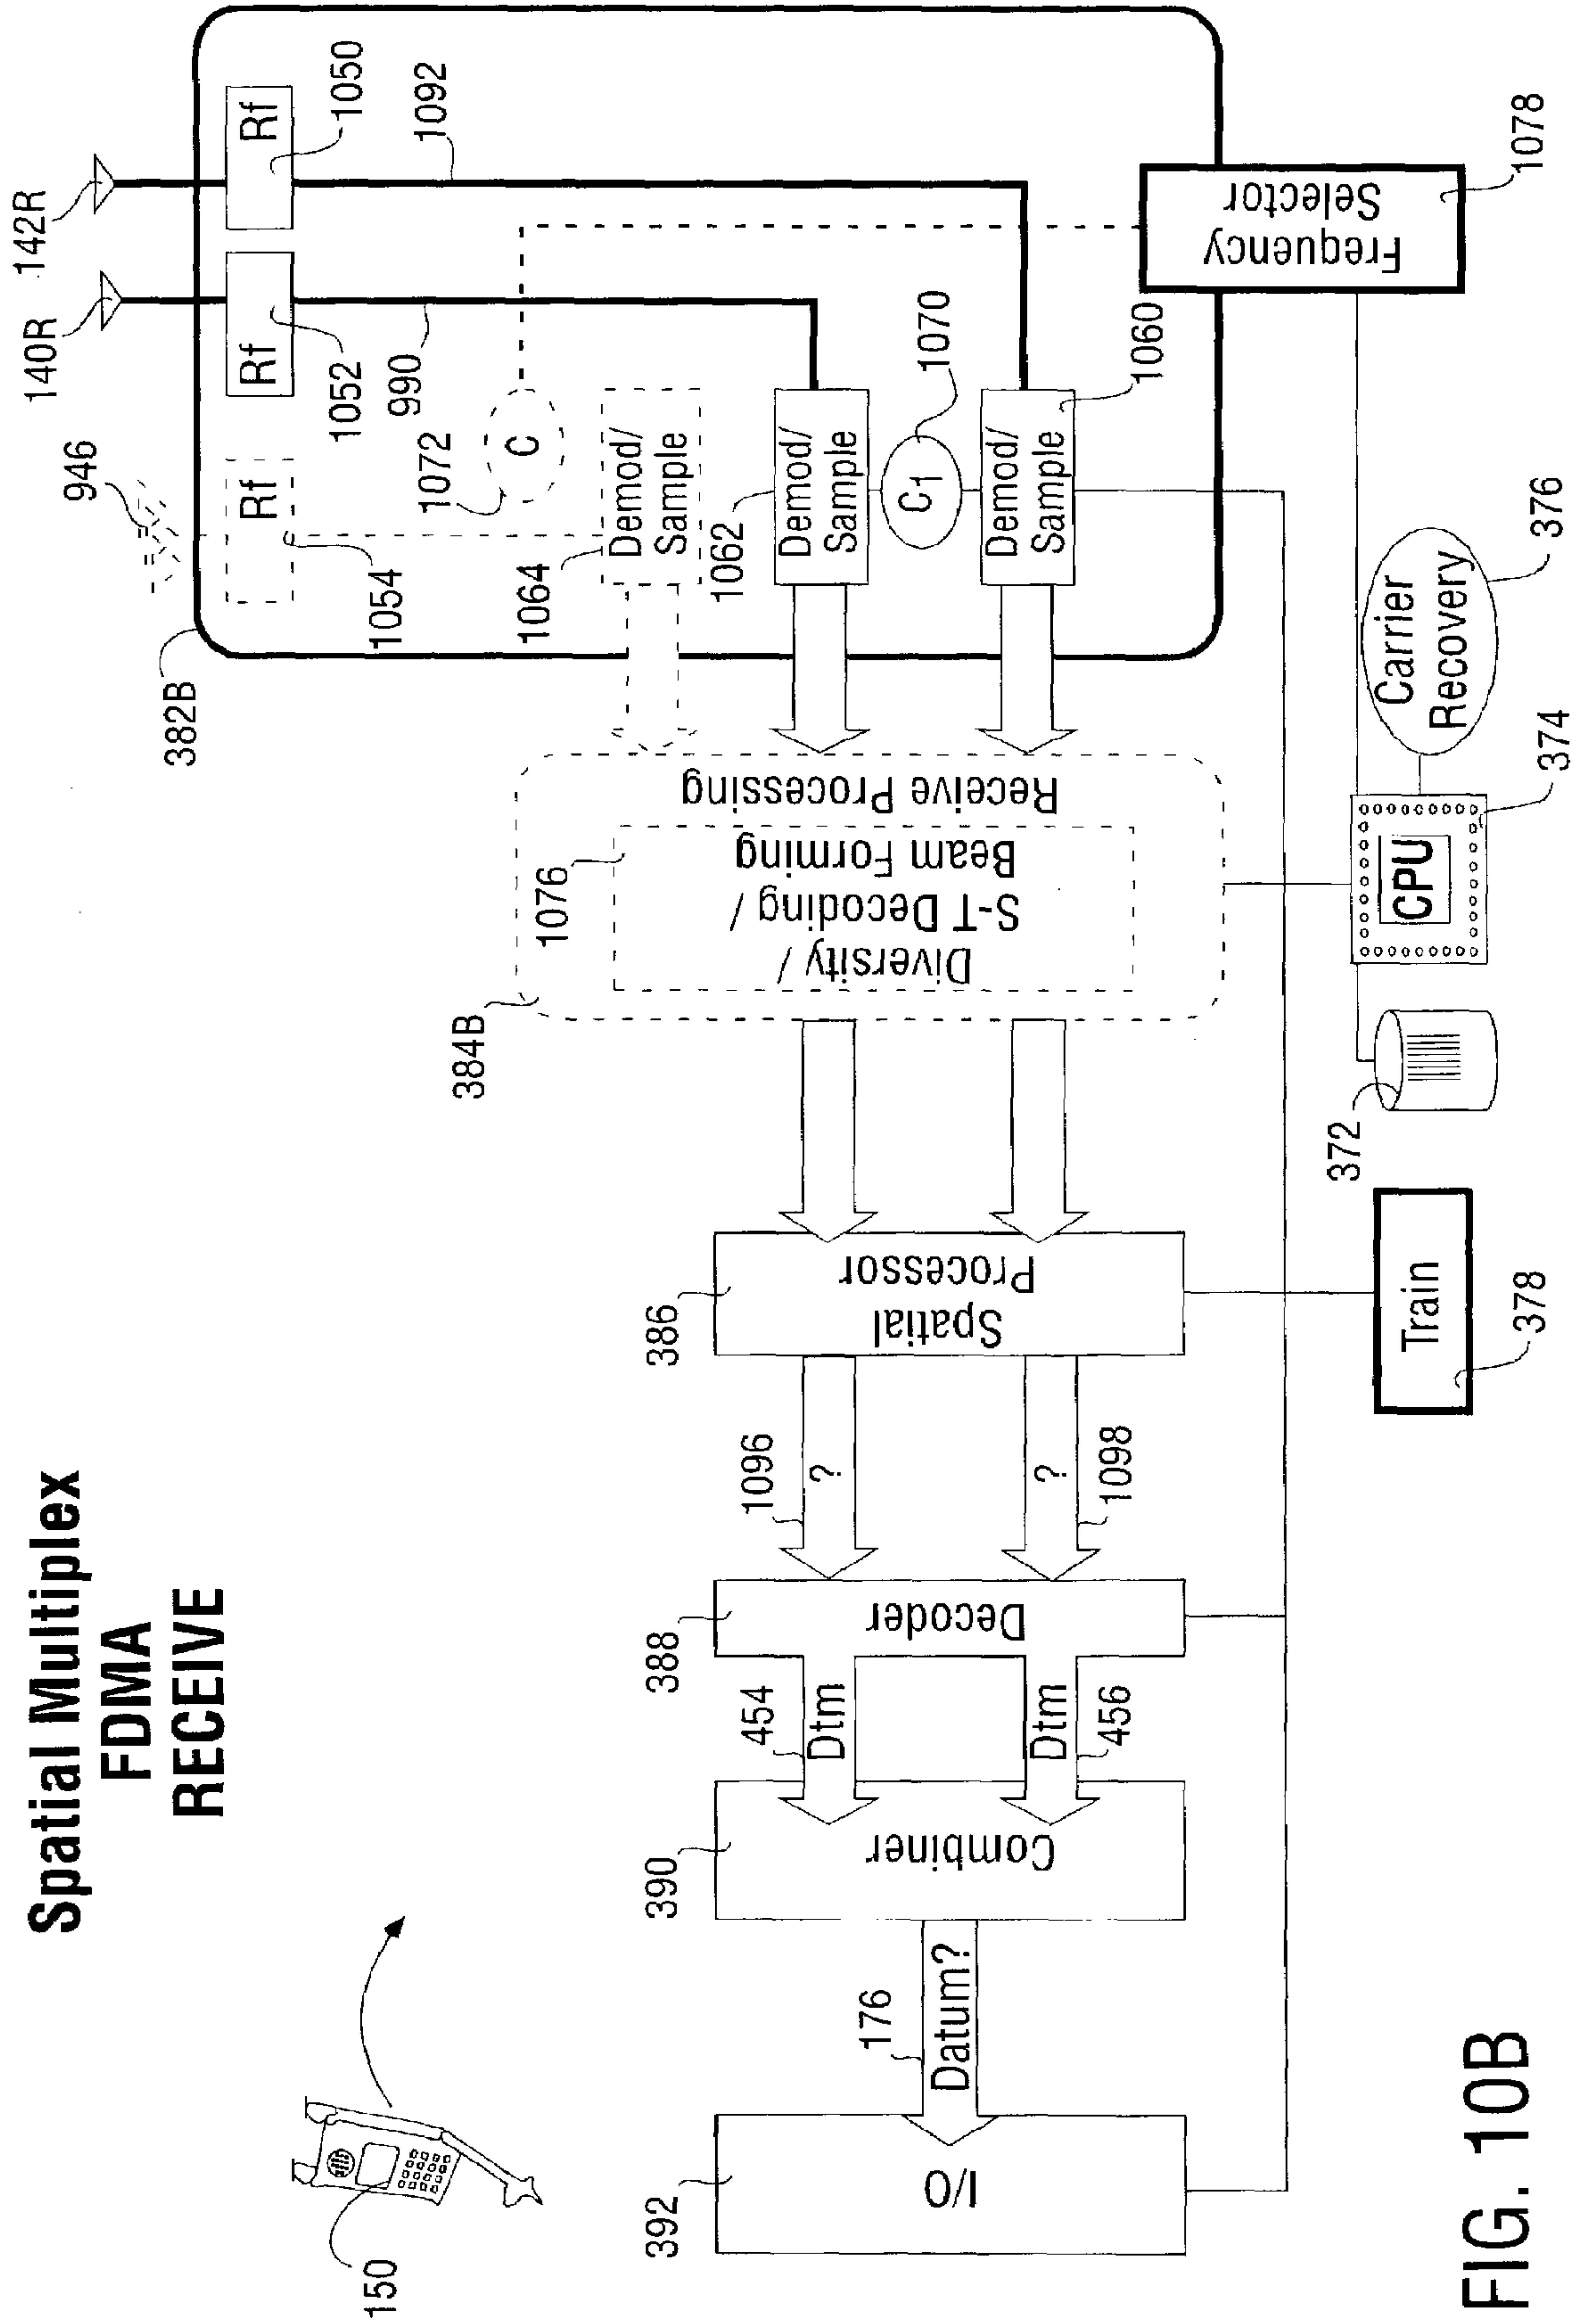 Spatial Multiplex
FDMA
RECEIVE
150
392
I/O
176
Datum?
390
Combiner
454
Dtm
456
Dtm
388
Decoder
1096
?
1098
?
386
Spatial
Processor
378
Train
384B
1076
Diversity /
S-T Decoding /
Beam Forming
Receive Processing
372
CPU
374
Carrier
Recovery
376
382B
946
140R
142R
Rf
1054
Rf
1052
Rf
1050
990
1092
1072
C
1064
Demod/
Sample
1062
Demod/
Sample
C1
1070
Demod/
Sample
1060
Frequency
Selector
1078
FIG. 10B